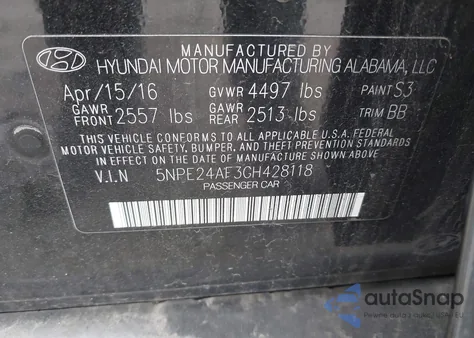 MANUFACTURED BY
HYUNDAI MOTOR MANUFACTURING ALABAMA, LLC
Apr/15/16 GVWR 4497 lbs PAINT S3
GAWR FRONT 2557 lbs GAWR REAR 2513 lbs TRIM BB
THIS VEHICLE CONFORMS TO ALL APPLICABLE U.S.A. FEDERAL
MOTOR VEHICLE SAFETY, BUMPER, AND THEFT PREVENTION STANDARDS
IN EFFECT ON THE DATE OF MANUFACTURE SHOWN ABOVE.
V.I.N 5NPE24AF3GH428118
PASSENGER CAR
autoSnap